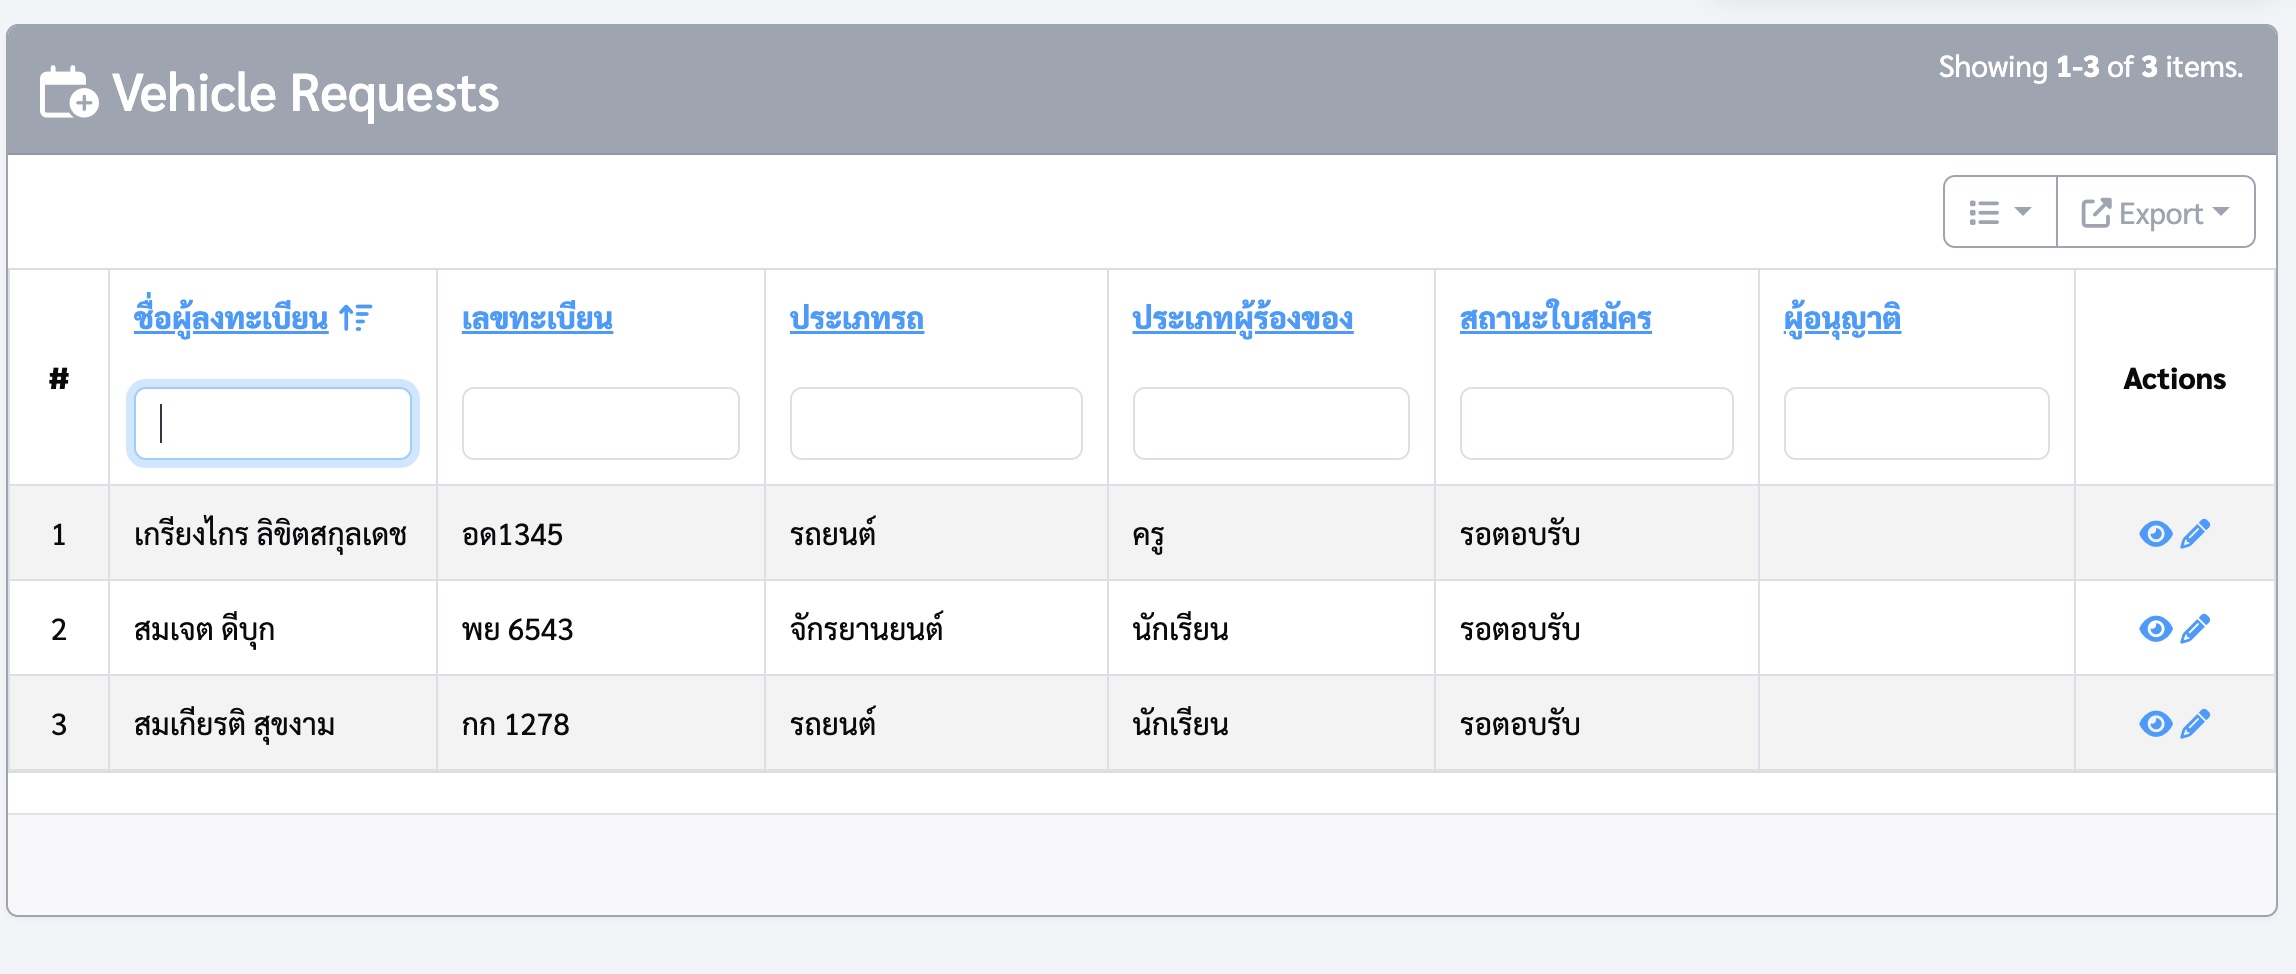 Vehicle Requests
Showing 1-3 of 3 items.
Export
# ชื่อผู้ลงทะเบียน เลขทะเบียน ประเภทรถ ประเภทผู้ร้องของ สถานะใบสมัคร ผู้อนุญาติ Actions
1 เกรียงไกร ลิขิตสกุลเดช อด1345 รถยนต์ ครู รอตอบรับ
2 สมเจต ดีบุก พย 6543 จักรยานยนต์ นักเรียน รอตอบรับ
3 สมเกียรติ สุขงาม กก 1278 รถยนต์ นักเรียน รอตอบรับ